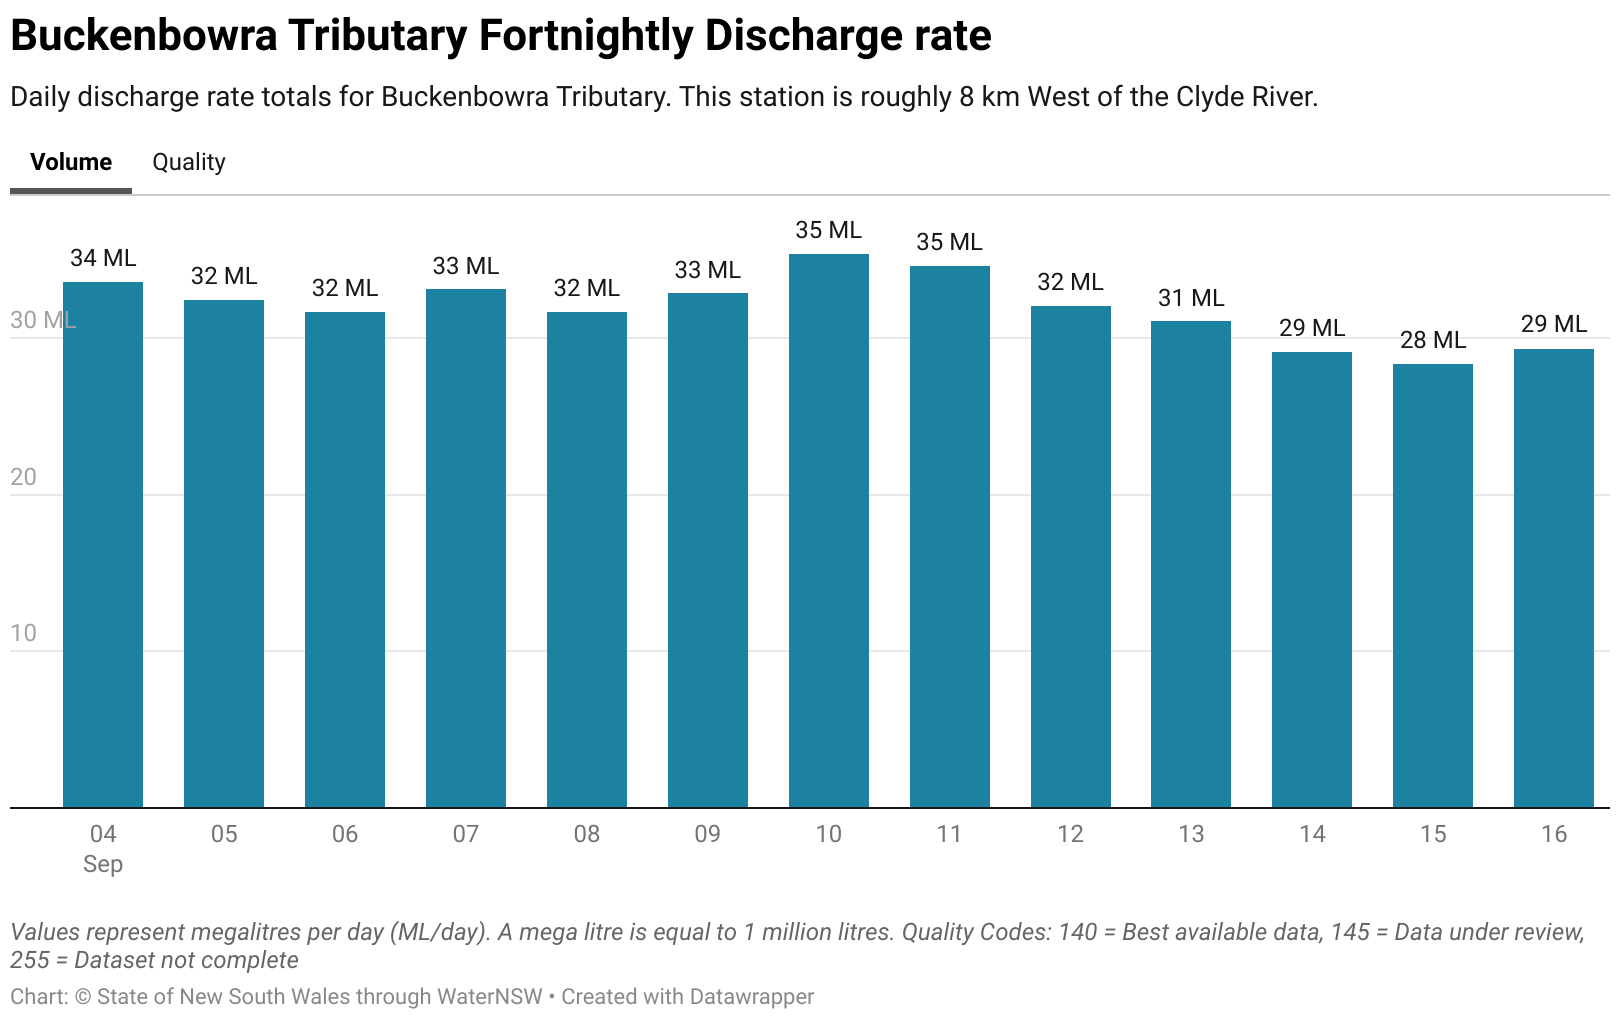 Buckenbowra Tributary Fortnightly Discharge rate
Daily discharge rate totals for Buckenbowra Tributary. This station is roughly 8 km West of the Clyde River.
Volume Quality
34 ML 32 ML 32 ML 33 ML 32 ML 33 ML 35 ML 35 ML 32 ML 31 ML 29 ML 28 ML 29 ML
30 ML
20
10
04 05 06 07 08 09 10 11 12 13 14 15 16
Sep
Values represent megalitres per day (ML/day). A mega litre is equal to 1 million litres. Quality Codes: 140 = Best available data, 145 = Data under review,
255 = Dataset not complete
Chart: © State of New South Wales through WaterNSW • Created with Datawrapper